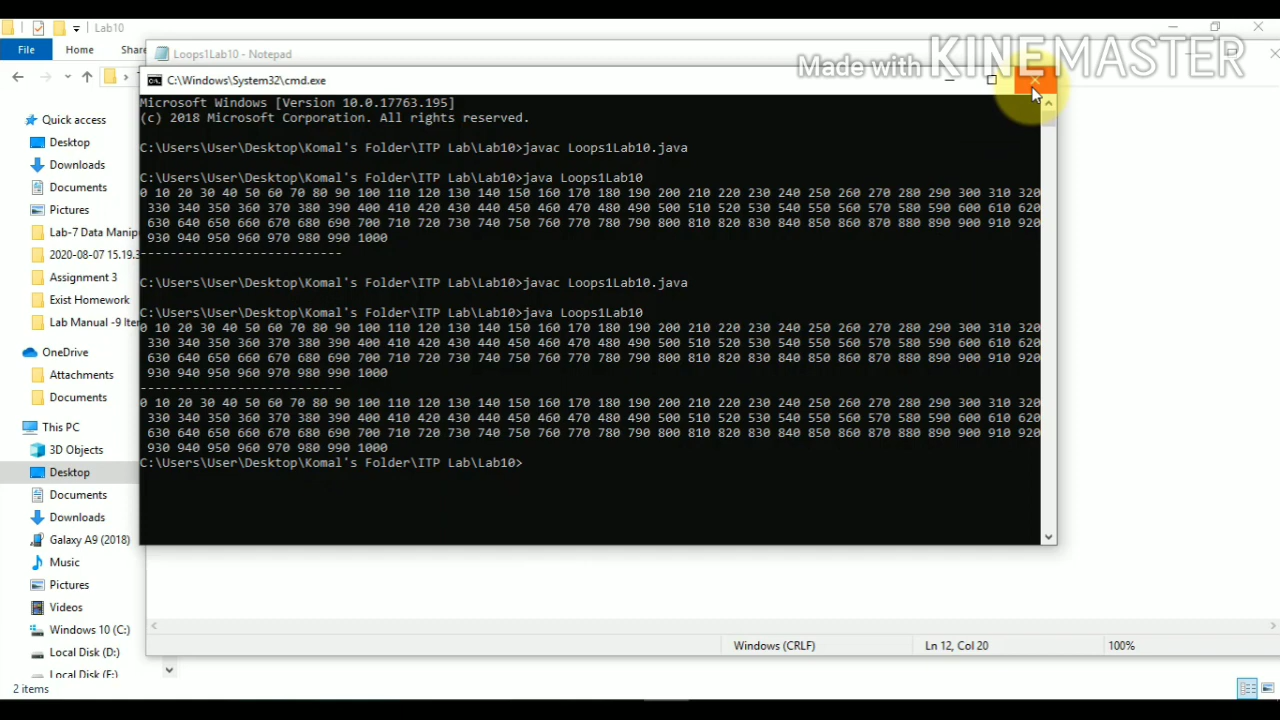 Lab10
File Home Share
Loops1Lab10 - Notepad
Made with KINEMASTER
C:\Windows\System32\cmd.exe
Microsoft Windows [Version 10.0.17763.195]
(c) 2018 Microsoft Corporation. All rights reserved.
C:\Users\User\Desktop\Komal's Folder\ITP Lab\Lab10>javac Loops1Lab10.java
C:\Users\User\Desktop\Komal's Folder\ITP Lab\Lab10>java Loops1Lab10
0 10 20 30 40 50 60 70 80 90 100 110 120 130 140 150 160 170 180 190 200 210 220 230 240 250 260 270 280 290 300 310 320
330 340 350 360 370 380 390 400 410 420 430 440 450 460 470 480 490 500 510 520 530 540 550 560 570 580 590 600 610 620
630 640 650 660 670 680 690 700 710 720 730 740 750 760 770 780 790 800 810 820 830 840 850 860 870 880 890 900 910 920
930 940 950 960 970 980 990 1000
---------------------------
C:\Users\User\Desktop\Komal's Folder\ITP Lab\Lab10>javac Loops1Lab10.java
C:\Users\User\Desktop\Komal's Folder\ITP Lab\Lab10>java Loops1Lab10
0 10 20 30 40 50 60 70 80 90 100 110 120 130 140 150 160 170 180 190 200 210 220 230 240 250 260 270 280 290 300 310 320
330 340 350 360 370 380 390 400 410 420 430 440 450 460 470 480 490 500 510 520 530 540 550 560 570 580 590 600 610 620
630 640 650 660 670 680 690 700 710 720 730 740 750 760 770 780 790 800 810 820 830 840 850 860 870 880 890 900 910 920
930 940 950 960 970 980 990 1000
---------------------------
0 10 20 30 40 50 60 70 80 90 100 110 120 130 140 150 160 170 180 190 200 210 220 230 240 250 260 270 280 290 300 310 320
330 340 350 360 370 380 390 400 410 420 430 440 450 460 470 480 490 500 510 520 530 540 550 560 570 580 590 600 610 620
630 640 650 660 670 680 690 700 710 720 730 740 750 760 770 780 790 800 810 820 830 840 850 860 870 880 890 900 910 920
930 940 950 960 970 980 990 1000
C:\Users\User\Desktop\Komal's Folder\ITP Lab\Lab10>
Quick access
Desktop
Downloads
Documents
Pictures
Lab-7 Data Manip
2020-08-07 15.19.3
Assignment 3
Exist Homework
Lab Manual -9 Iter
OneDrive
Attachments
Documents
This PC
3D Objects
Desktop
Documents
Downloads
Galaxy A9 (2018)
Music
Pictures
Videos
Windows 10 (C:)
Local Disk (D:)
Local Disk (E:)
Windows (CRLF) Ln 12, Col 20 100%
2 items